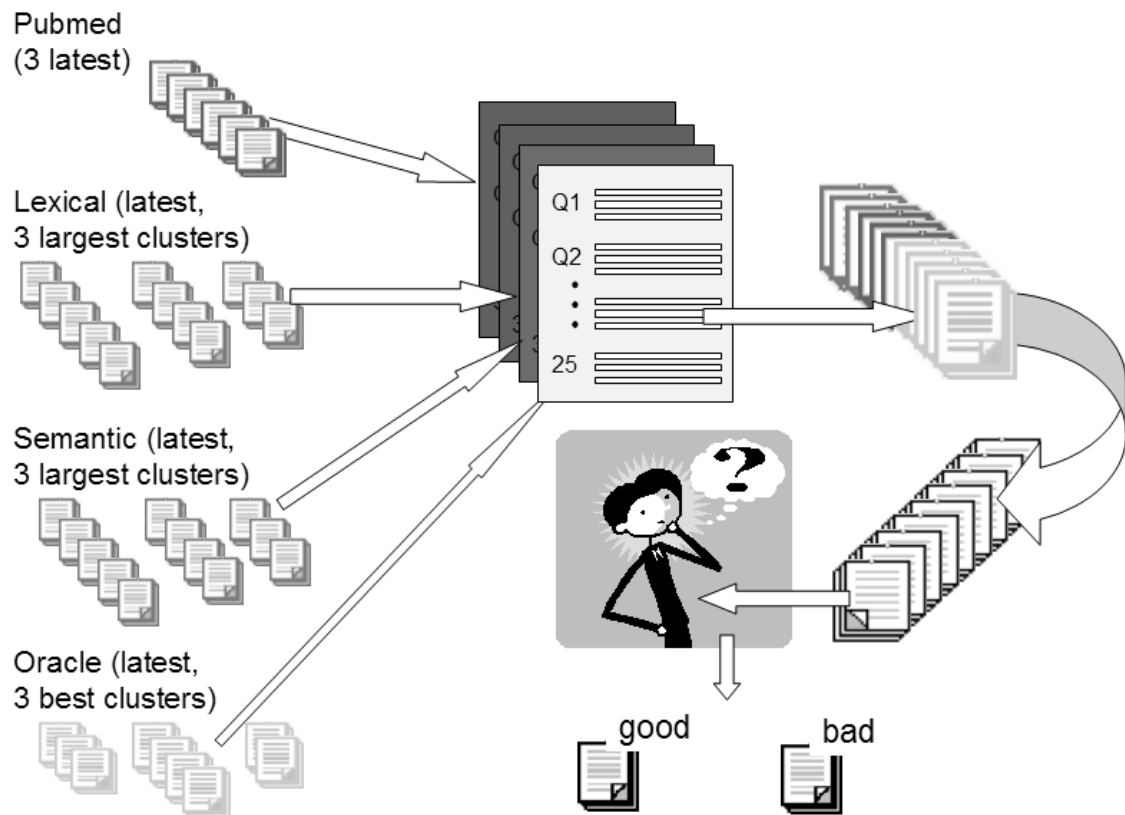 Pubmed
(3 latest)
Lexical (latest,
3 largest clusters)
Semantic (latest,
3 largest clusters)
Oracle (latest,
3 best clusters)
Q1
Q2
25
?
good
bad